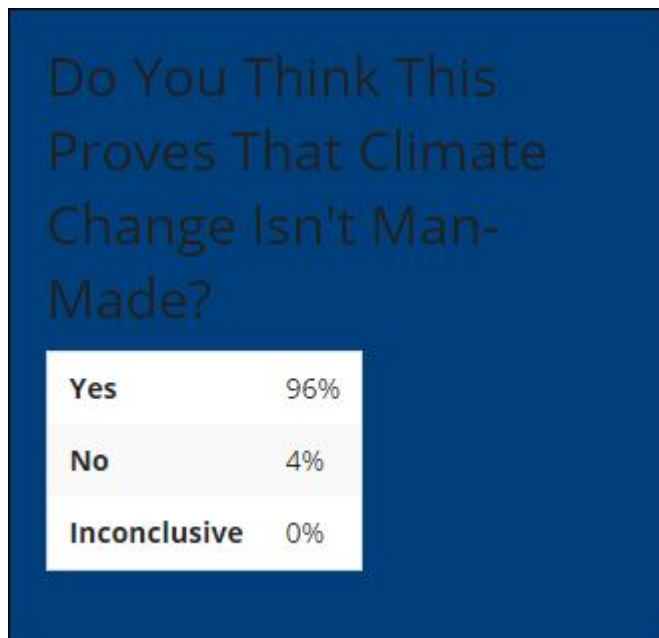 Do You Think This
Proves That Climate
Change Isn't Man-
Made?
Yes 96%
No 4%
Inconclusive 0%